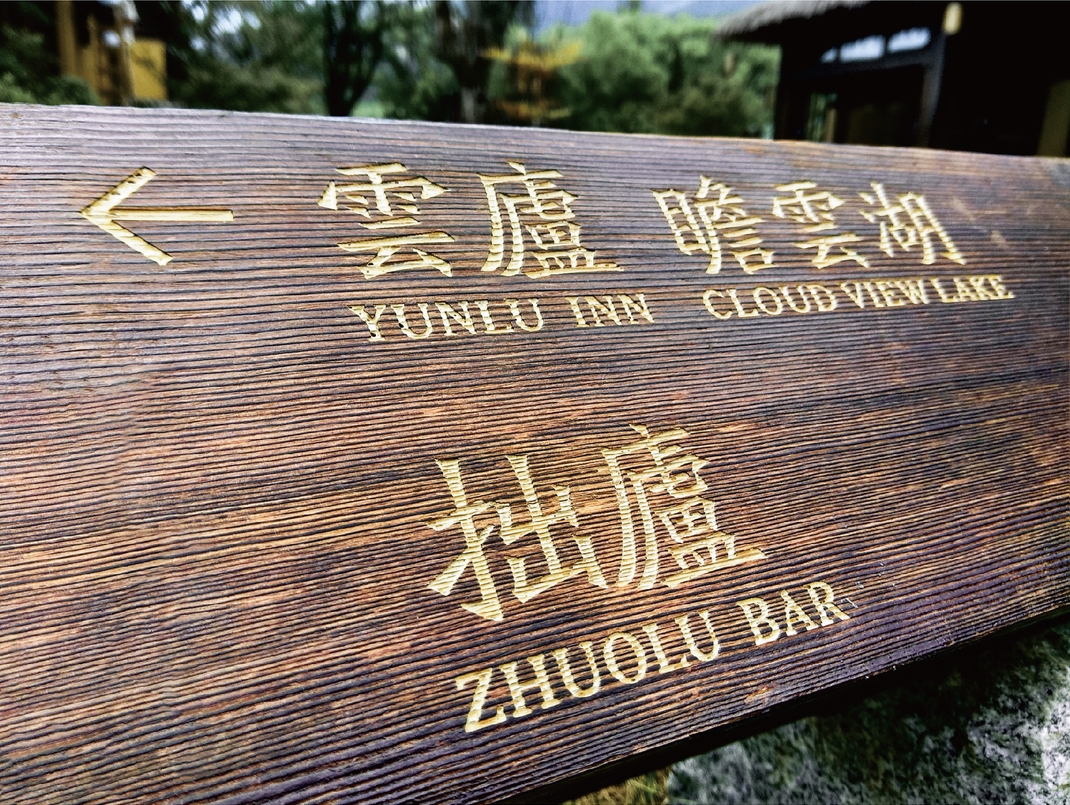 ← 雲廬 瞻雲湖
YUNLU INN CLOUD VIEW LAKE
拙廬
ZHUOLU BAR